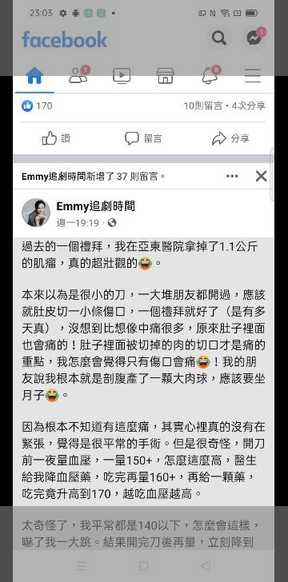 23:03
facebook
170
10則留言・4次分享
讚 留言 分享
Emmy追劇時間新增了 37 則留言。
Emmy追劇時間
週一19:19
過去的一個禮拜，我在亞東醫院拿掉了1.1公斤
的肌瘤，真的超壯觀的😂。
本來以為是很小的刀，一大堆朋友都開過，應該
就肚皮切一小條傷口，一個禮拜就好了（是有多
天真），沒想到比想像中痛很多，原來肚子裡面
也會痛的！肚子裡面被切掉的肉的切口才是痛的
重點，我怎麼會覺得只有傷口會痛😂！我的朋
友說我根本就是剖腹產了一顆大肉球，應該要坐
月子😂。
因為根本不知道有這麼痛，其實心裡真的沒有在
緊張，覺得是很平常的手術。但是很奇怪，開刀
前一夜量血壓，一量150+，怎麼這麼高，醫生
給我降血壓藥，吃完再量160+，再給一顆藥，
吃完竟升高到170，越吃血壓越高。
太奇怪了，我平常都是140以下，怎麼會這樣，
嚇了我一大跳。結果開完刀後再量，立刻降到